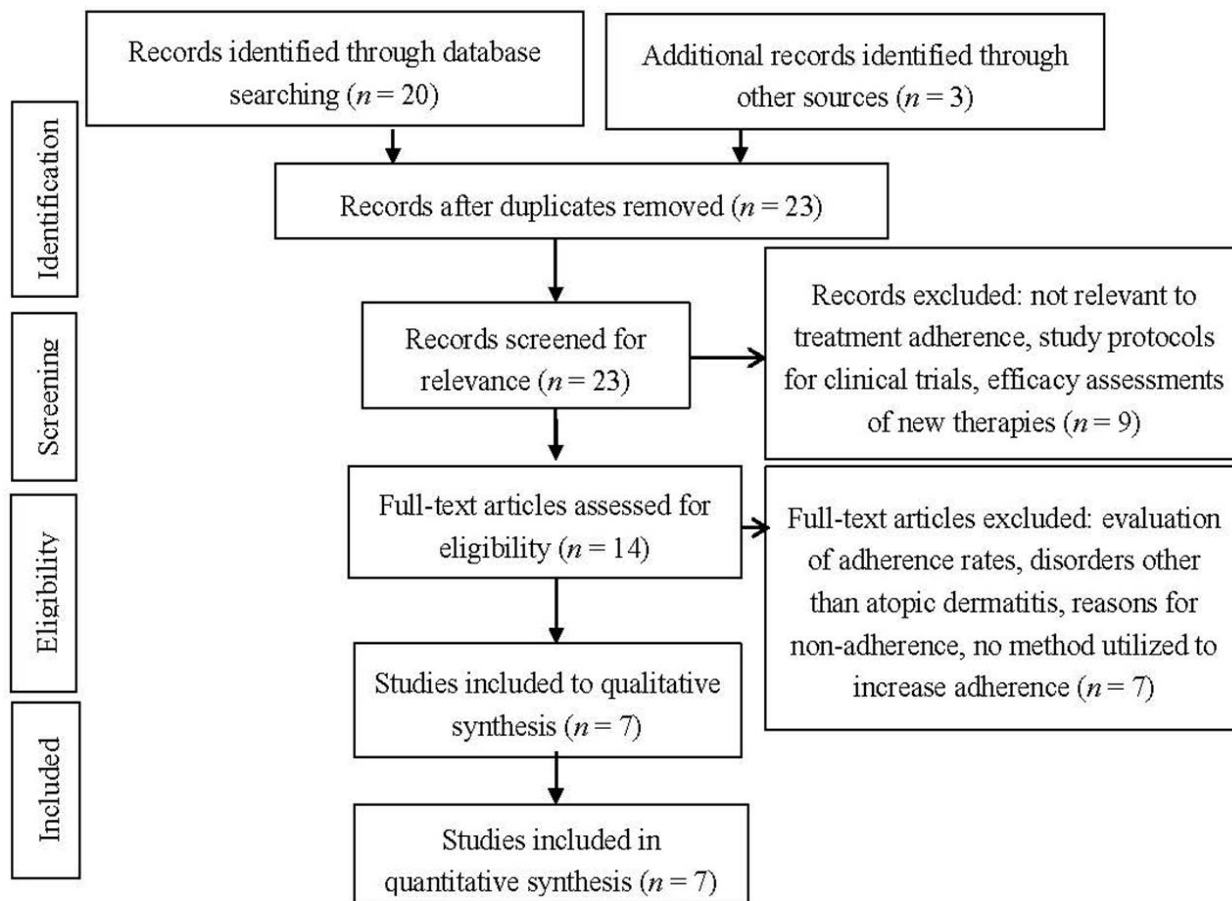 Records identified through database
searching (n = 20)
Additional records identified through
other sources (n = 3)
Identification
Records after duplicates removed (n = 23)
Screening
Records screened for
relevance (n = 23)
Records excluded: not relevant to
treatment adherence, study protocols
for clinical trials, efficacy assessments
of new therapies (n = 9)
Eligibility
Full-text articles assessed for
eligibility (n = 14)
Full-text articles excluded: evaluation
of adherence rates, disorders other
than atopic dermatitis, reasons for
non-adherence, no method utilized to
increase adherence (n = 7)
Studies included to qualitative
synthesis (n = 7)
Included
Studies included in
quantitative synthesis (n = 7)